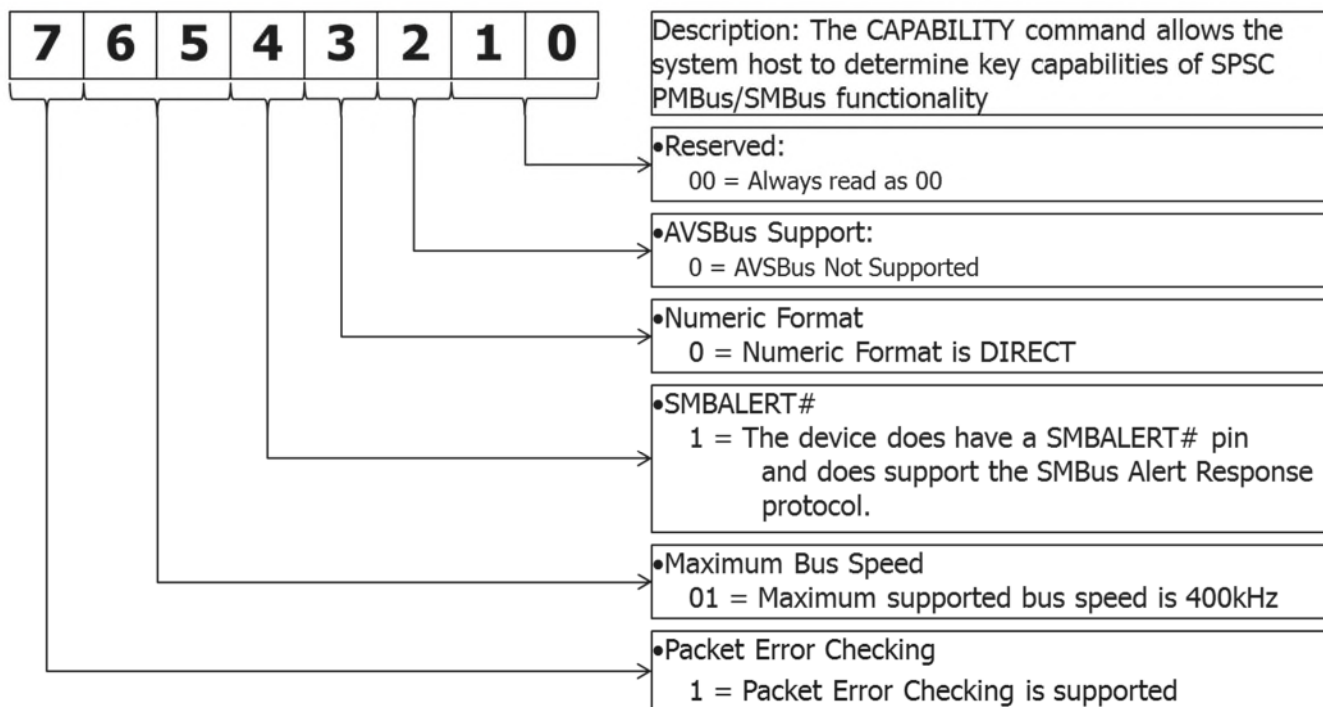 7 6 5 4 3 2 1 0
Description: The CAPABILITY command allows the
system host to determine key capabilities of SPSC
PMBus/SMBus functionality
•Reserved:
00 = Always read as 00
•AVSBus Support:
0 = AVSBus Not Supported
•Numeric Format
0 = Numeric Format is DIRECT
•SMBALERT#
1 = The device does have a SMBALERT# pin
and does support the SMBus Alert Response
protocol.
•Maximum Bus Speed
01 = Maximum supported bus speed is 400kHz
•Packet Error Checking
1 = Packet Error Checking is supported